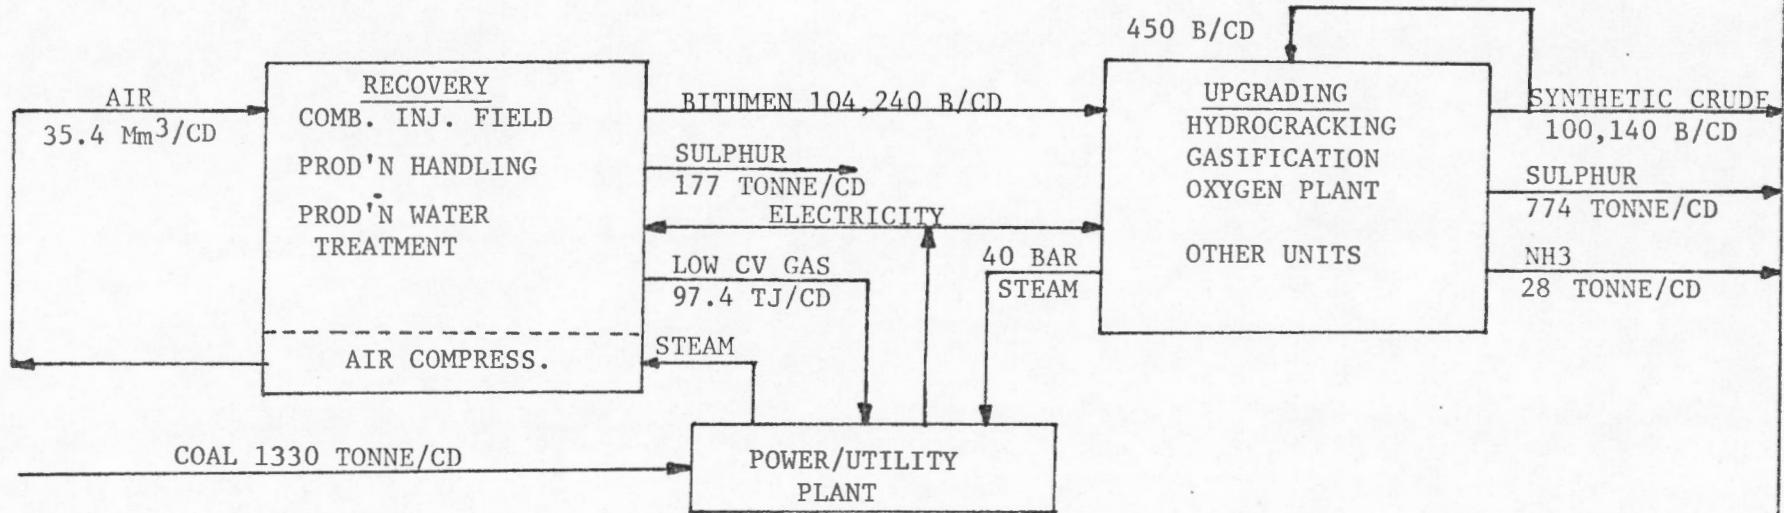 450 B/CD
AIR
35.4 Mm³/CD
RECOVERY
COMB. INJ. FIELD
PROD'N HANDLING
PROD'N WATER
TREATMENT
AIR COMPRESS.
BITUMEN 104,240 B/CD
SULPHUR
177 TONNE/CD
ELECTRICITY
LOW CV GAS
97.4 TJ/CD
STEAM
40 BAR
STEAM
UPGRADING
HYDROCRACKING
GASIFICATION
OXYGEN PLANT
OTHER UNITS
SYNTHETIC CRUDE
100,140 B/CD
SULPHUR
774 TONNE/CD
NH3
28 TONNE/CD
COAL 1330 TONNE/CD
POWER/UTILITY
PLANT